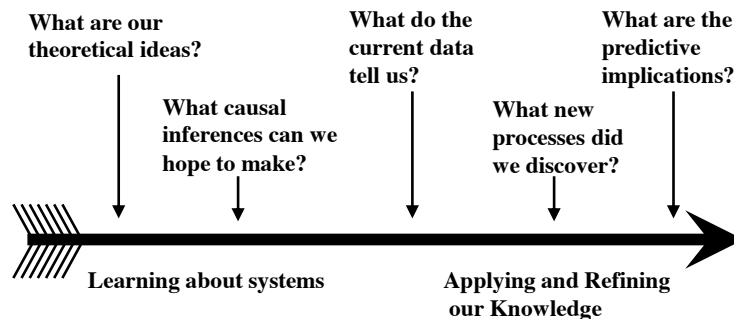 What are our
theoretical ideas?
What causal
inferences can we
hope to make?
What do the
current data
tell us?
What new
processes did
we discover?
What are the
predictive
implications?
Learning about systems
Applying and Refining
our Knowledge